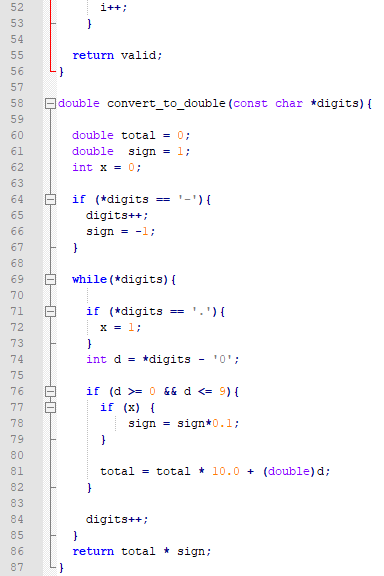 52 i++;
53 }
54
55 return valid;
56 }
57
58 double convert_to_double(const char *digits){
59
60 double total = 0;
61 double  sign = 1;
62 int x = 0;
63
64 if (*digits == '-'){
65 digits++;
66 sign = -1;
67 }
68
69 while(*digits){
70
71 if (*digits == '.'){
72 x = 1;
73 }
74 int d = *digits - '0';
75
76 if (d >= 0 && d <= 9){
77 if (x) {
78 sign = sign*0.1;
79 }
80
81 total = total * 10.0 + (double)d;
82 }
83
84 digits++;
85 }
86 return total * sign;
87 }